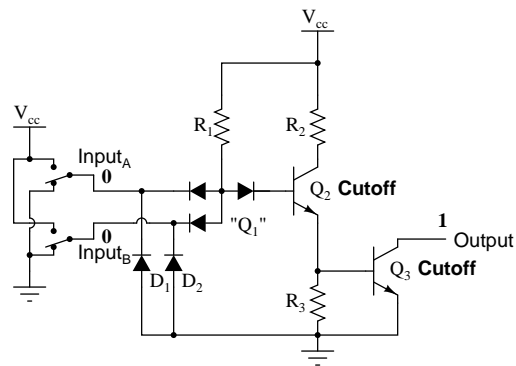 Vcc
R1
R2
Vcc
InputA
0
Q2 Cutoff
"Q1"
1
Output
0
InputB
D1
D2
Q3 Cutoff
R3